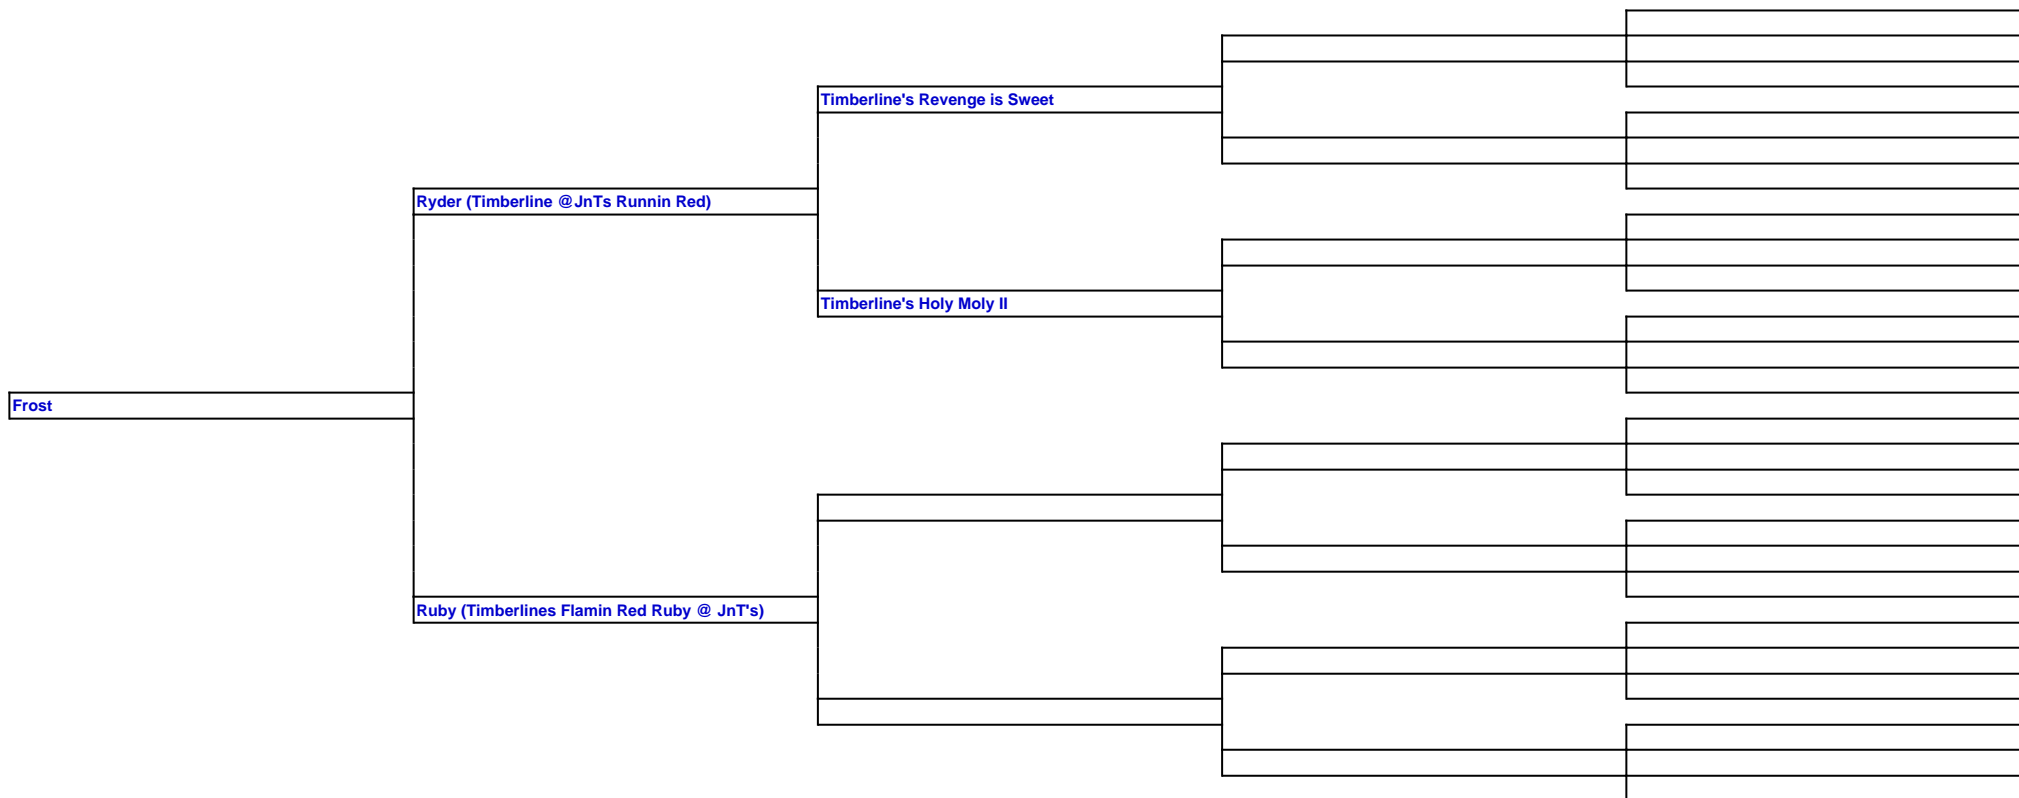 Timberline's Revenge is Sweet
Ryder (Timberline @JnTs Runnin Red)
Timberline's Holy Moly II
Frost
Ruby (Timberlines Flamin Red Ruby @ JnT's)